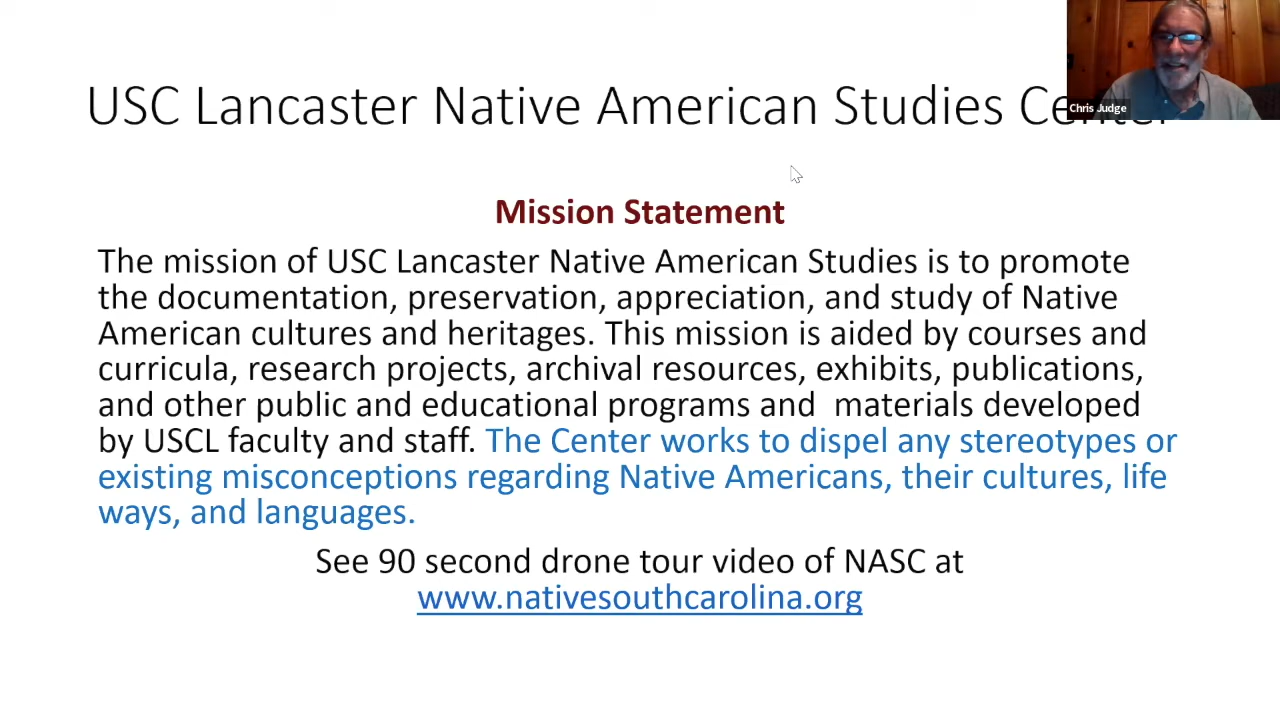 USC Lancaster Native American Studies Center
Chris Judge
Mission Statement
The mission of USC Lancaster Native American Studies is to promote
the documentation, preservation, appreciation, and study of Native
American cultures and heritages. This mission is aided by courses and
curricula, research projects, archival resources, exhibits, publications,
and other public and educational programs and  materials developed
by USCL faculty and staff. The Center works to dispel any stereotypes or
existing misconceptions regarding Native Americans, their cultures, life
ways, and languages.
See 90 second drone tour video of NASC at
www.nativesouthcarolina.org